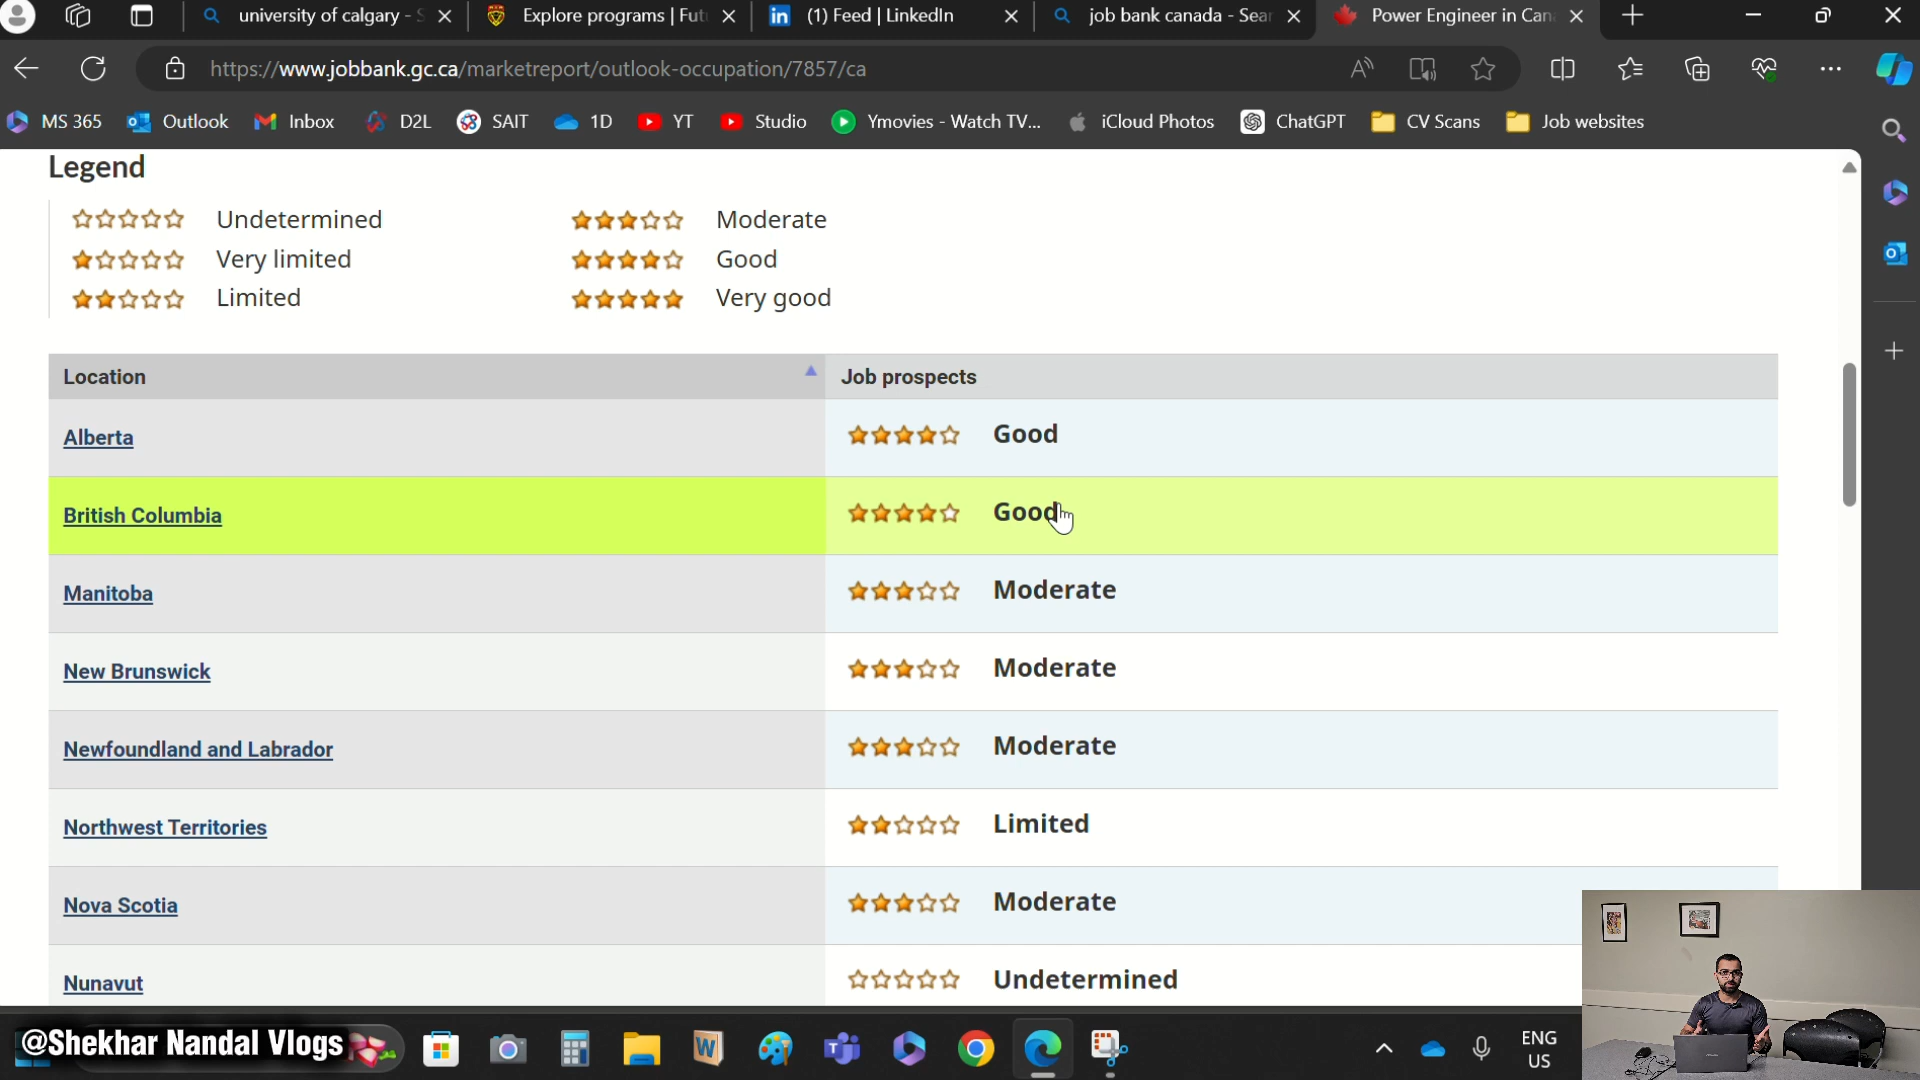 university of calgary - S
Explore programs | Futu
(1) Feed | LinkedIn
job bank canada - Sear
Power Engineer in Can
https://www.jobbank.gc.ca/marketreport/outlook-occupation/7857/ca
MS 365
Outlook
Inbox
D2L
SAIT
1D
YT
Studio
Ymovies - Watch TV...
iCloud Photos
ChatGPT
CV Scans
Job websites
Legend
Undetermined
Moderate
Very limited
Good
Limited
Very good
Location
Job prospects
Alberta
Good
British Columbia
Good
Manitoba
Moderate
New Brunswick
Moderate
Newfoundland and Labrador
Moderate
Northwest Territories
Limited
Nova Scotia
Moderate
Nunavut
Undetermined
@Shekhar Nandal Vlogs
ENG
US